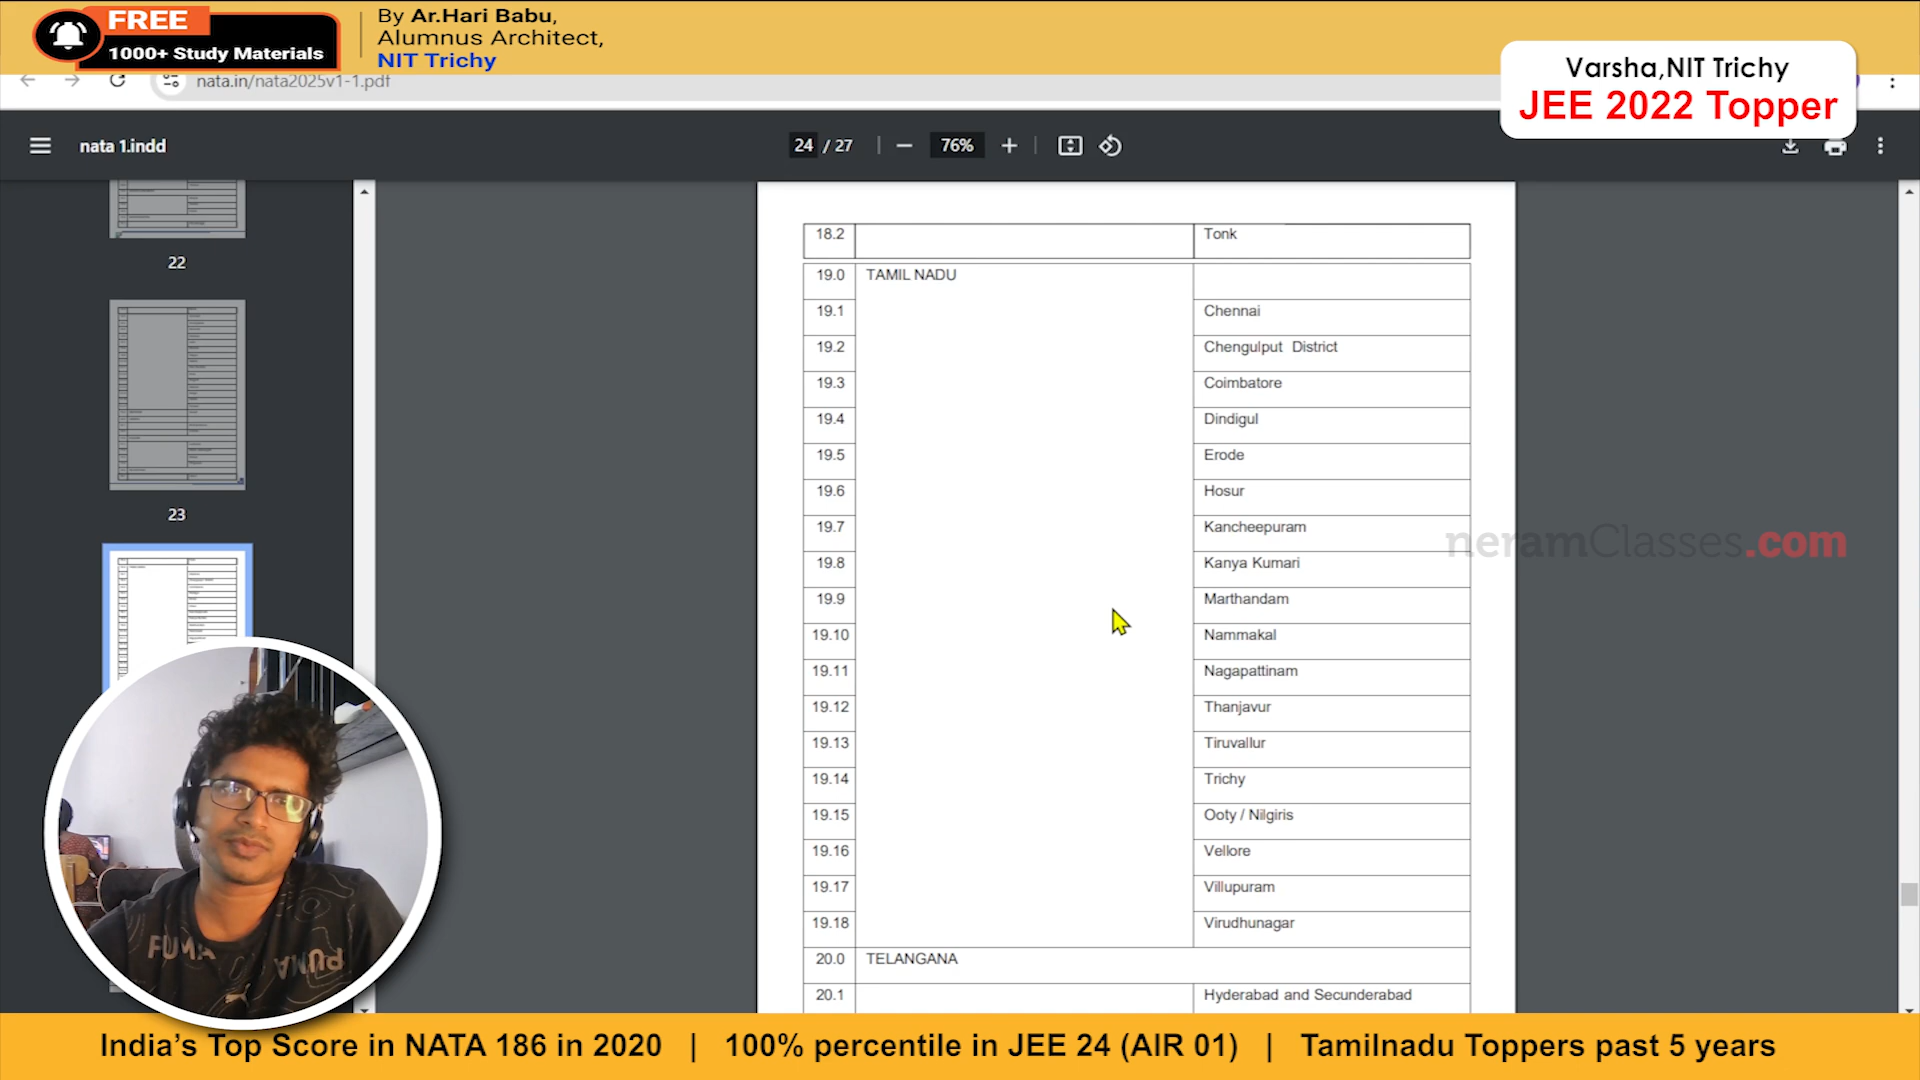 FREE
1000+ Study Materials
By Ar.Hari Babu,
Alumnus Architect,
NIT Trichy
Varsha,NIT Trichy
JEE 2022 Topper
nata.in/nata2025v1-1.pdf
nata 1.indd
24 / 27
76%
22
23
18.2 Tonk
19.0 TAMIL NADU
19.1 Chennai
19.2 Chengulput District
19.3 Coimbatore
19.4 Dindigul
19.5 Erode
19.6 Hosur
19.7 Kancheepuram
19.8 Kanya Kumari
19.9 Marthandam
19.10 Nammakal
19.11 Nagapattinam
19.12 Thanjavur
19.13 Tiruvallur
19.14 Trichy
19.15 Ooty / Nilgiris
19.16 Vellore
19.17 Villupuram
19.18 Virudhunagar
20.0 TELANGANA
20.1 Hyderabad and Secunderabad
neramClasses.com
PUMA
PUMA
India's Top Score in NATA 186 in 2020 | 100% percentile in JEE 24 (AIR 01) | Tamilnadu Toppers past 5 years